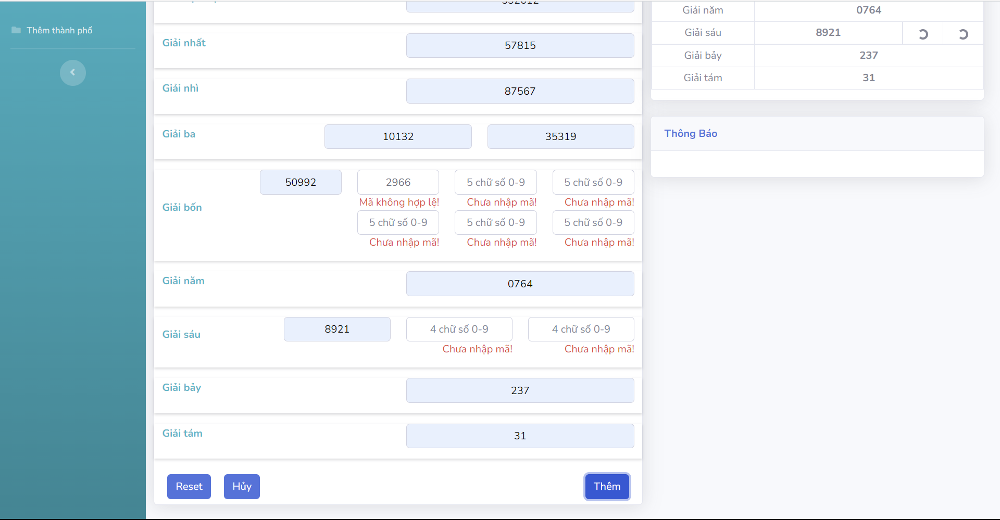 Thêm thành phố
Giải nhất
57815
Giải nhì
87567
Giải ba
10132
35319
Giải bốn
50992
2966
5 chữ số 0-9
5 chữ số 0-9
Mã không hợp lệ!
Chưa nhập mã!
Chưa nhập mã!
5 chữ số 0-9
5 chữ số 0-9
5 chữ số 0-9
Chưa nhập mã!
Chưa nhập mã!
Chưa nhập mã!
Giải năm
0764
Giải sáu
8921
4 chữ số 0-9
4 chữ số 0-9
Chưa nhập mã!
Chưa nhập mã!
Giải bảy
237
Giải tám
31
Reset
Hủy
Thêm
Giải năm
0764
Giải sáu
8921
Giải bảy
237
Giải tám
31
Thông Báo